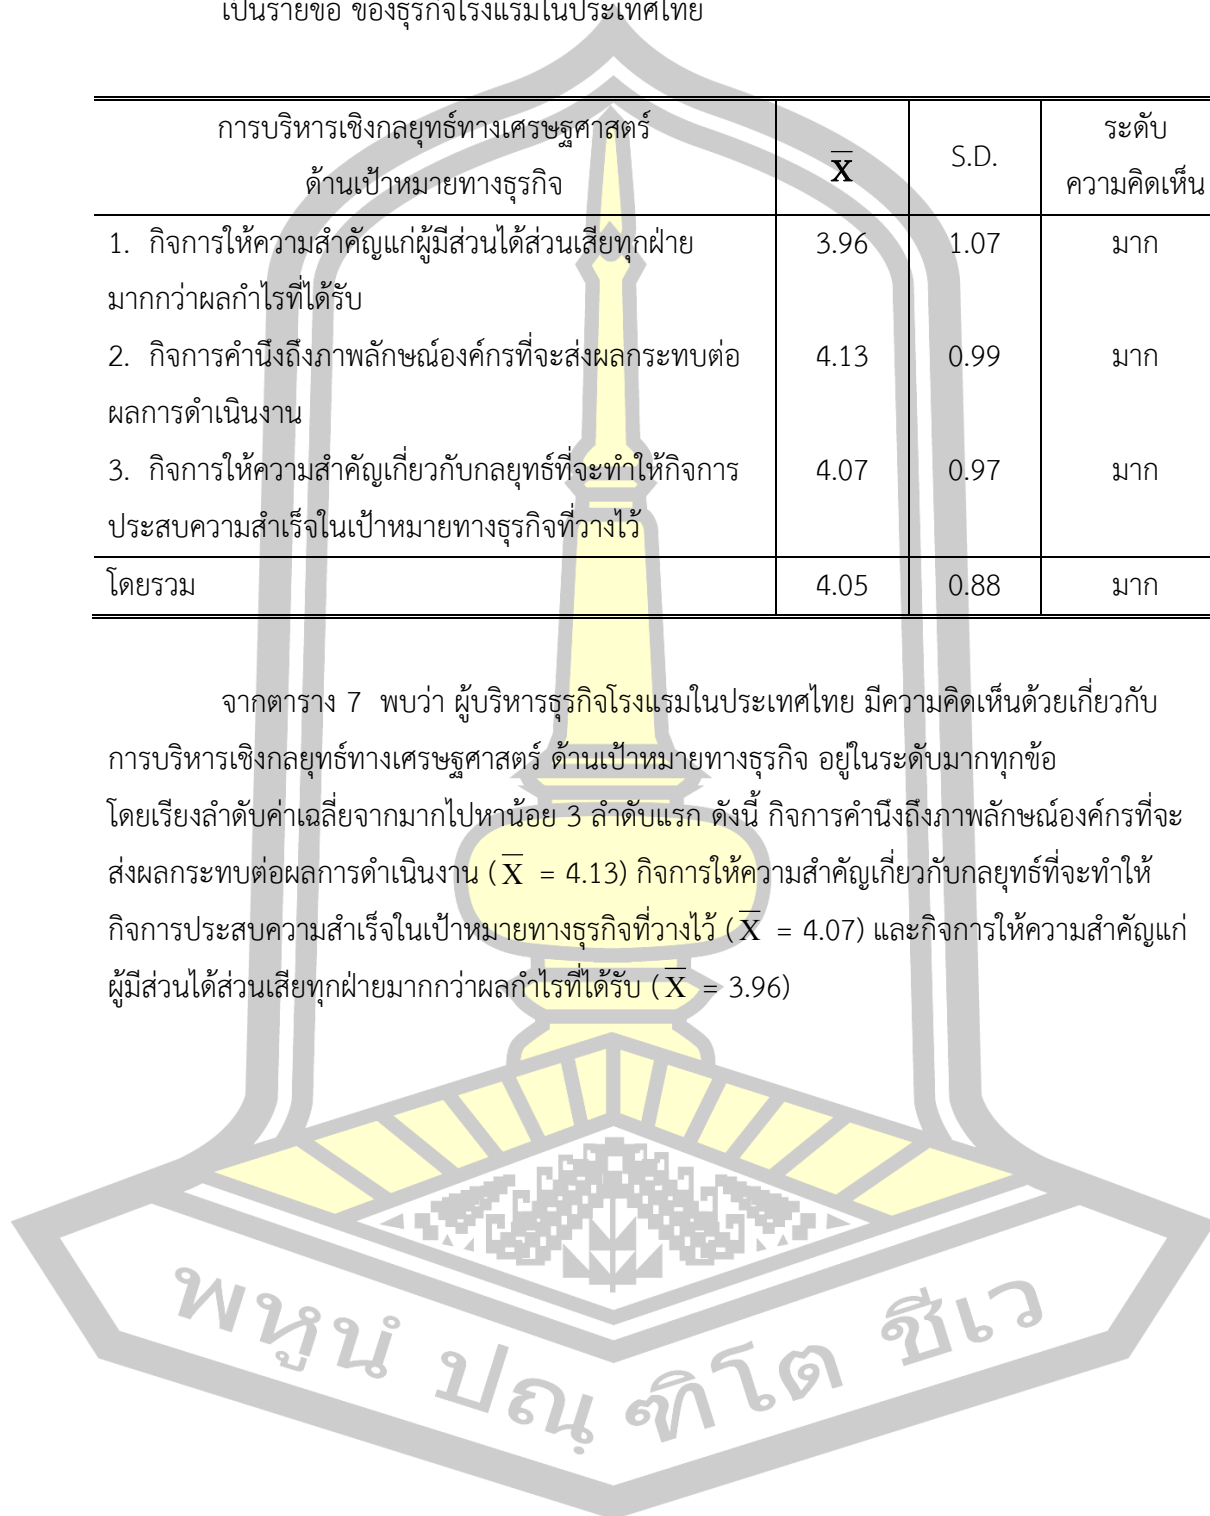 เป็นรายข้อ ของธุรกิจโรงแรมในประเทศไทย
การบริหารเชิงกลยุทธ์ทางเศรษฐศาสตร์
ด้านเป้าหมายทางธุรกิจ
X̅
S.D.
ระดับ
ความคิดเห็น
1. กิจการให้ความสำคัญแก่ผู้มีส่วนได้ส่วนเสียทุกฝ่าย 3.96 1.07 มาก
มากกว่าผลกำไรที่ได้รับ
2. กิจการคำนึงถึงภาพลักษณ์องค์กรที่จะส่งผลกระทบต่อ 4.13 0.99 มาก
ผลการดำเนินงาน
3. กิจการให้ความสำคัญเกี่ยวกับกลยุทธ์ที่จะทำให้กิจการ 4.07 0.97 มาก
ประสบความสำเร็จในเป้าหมายทางธุรกิจที่วางไว้
โดยรวม 4.05 0.88 มาก
จากตาราง 7 พบว่า ผู้บริหารธุรกิจโรงแรมในประเทศไทย มีความคิดเห็นด้วยเกี่ยวกับ
การบริหารเชิงกลยุทธ์ทางเศรษฐศาสตร์ ด้านเป้าหมายทางธุรกิจ อยู่ในระดับมากทุกข้อ
โดยเรียงลำดับค่าเฉลี่ยจากมากไปหาน้อย 3 ลำดับแรก ดังนี้ กิจการคำนึงถึงภาพลักษณ์องค์กรที่จะ
ส่งผลกระทบต่อผลการดำเนินงาน (X̅ = 4.13) กิจการให้ความสำคัญเกี่ยวกับกลยุทธ์ที่จะทำให้
กิจการประสบความสำเร็จในเป้าหมายทางธุรกิจที่วางไว้ (X̅ = 4.07) และกิจการให้ความสำคัญแก่
ผู้มีส่วนได้ส่วนเสียทุกฝ่ายมากกว่าผลกำไรที่ได้รับ (X̅ = 3.96)
พหูนํ ปณฺฑิโต ชีเว